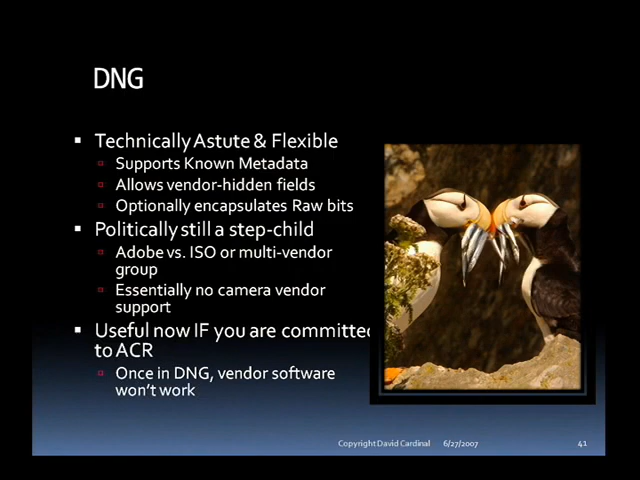 DNG
▪ Technically Astute & Flexible
▫ Supports Known Metadata
▫ Allows vendor-hidden fields
▫ Optionally encapsulates Raw bits
▪ Politically still a step-child
▫ Adobe vs. ISO or multi-vendor
group
▫ Essentially no camera vendor
support
▪ Useful now IF you are committed
to ACR
▫ Once in DNG, vendor software
won't work
Copyright David Cardinal 6/27/2007 41